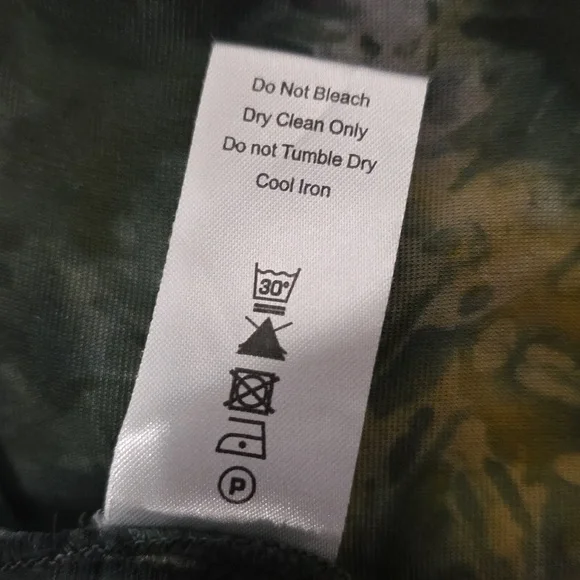 Do Not Bleach
Dry Clean Only
Do not Tumble Dry
Cool Iron
30°
P